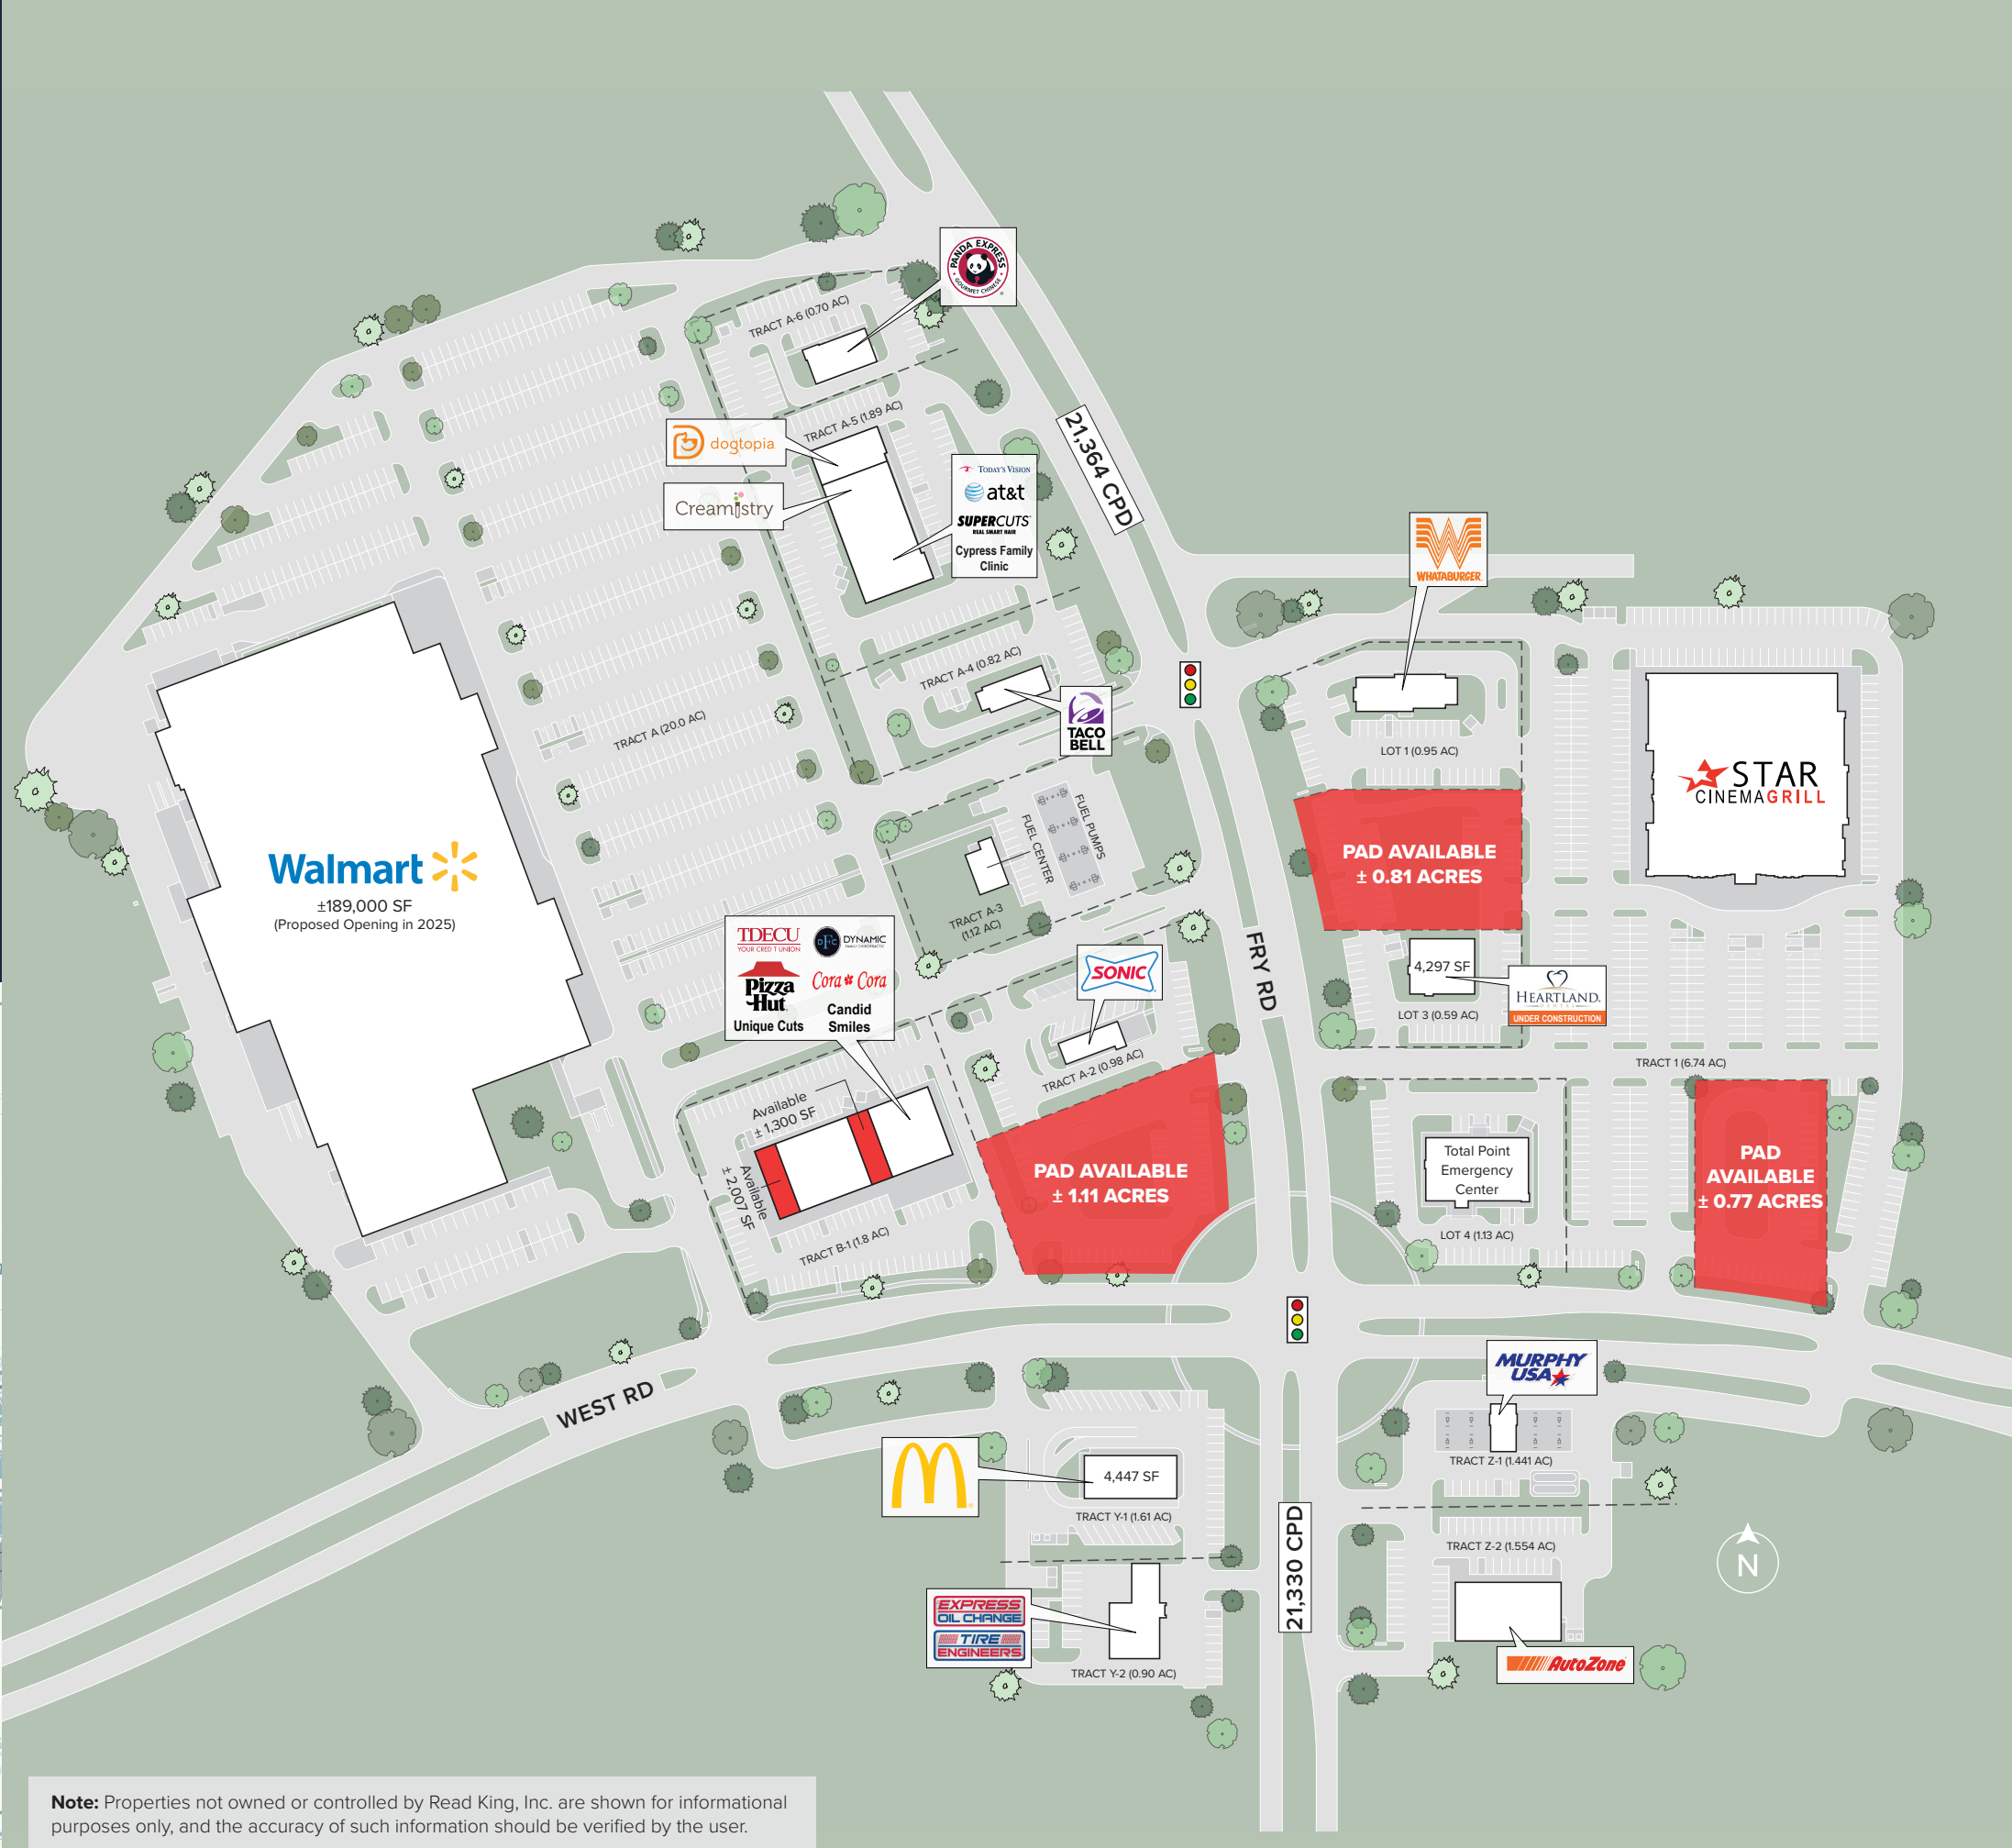 PANDA EXPRESS
GOURMET CHINESE
TRACT A-6 (0.70 AC)
TRACT A-5 (1.89 AC)
dogtopia
Creamistry
TODAY'S VISION
at&t
SUPERCUTS
REAL SMART HAIR
Cypress Family
Clinic
21,364 CPD
WHATABURGER
TRACT A-4 (0.82 AC)
TACO
BELL
TRACT A (20.0 AC)
LOT 1 (0.95 AC)
STAR
CINEMAGRILL
FUEL PUMPS
FUEL CENTER
TRACT A-3
(1.12 AC)
PAD AVAILABLE
± 0.81 ACRES
Walmart
±189,000 SF
(Proposed Opening in 2025)
TDECU
YOUR CREDIT UNION
DFC
DYNAMIC
FAMILY CHIROPRACTIC
Pizza
Hut
Cora Cora
Unique Cuts
Candid
Smiles
SONIC
FRY RD
4,297 SF
HEARTLAND
DENTAL
UNDER CONSTRUCTION
LOT 3 (0.59 AC)
TRACT A-2 (0.98 AC)
TRACT 1 (6.74 AC)
Available
± 1,300 SF
Available
± 2,007 SF
TRACT B-1 (1.8 AC)
PAD AVAILABLE
± 1.11 ACRES
Total Point
Emergency
Center
LOT 4 (1.13 AC)
PAD
AVAILABLE
± 0.77 ACRES
WEST RD
MURPHY
USA
TRACT Z-1 (1.441 AC)
4,447 SF
TRACT Y-1 (1.61 AC)
21,330 CPD
TRACT Z-2 (1.554 AC)
N
EXPRESS
OIL CHANGE
TIRE
ENGINEERS
TRACT Y-2 (0.90 AC)
AutoZone
Note: Properties not owned or controlled by Read King, Inc. are shown for informational
purposes only, and the accuracy of such information should be verified by the user.